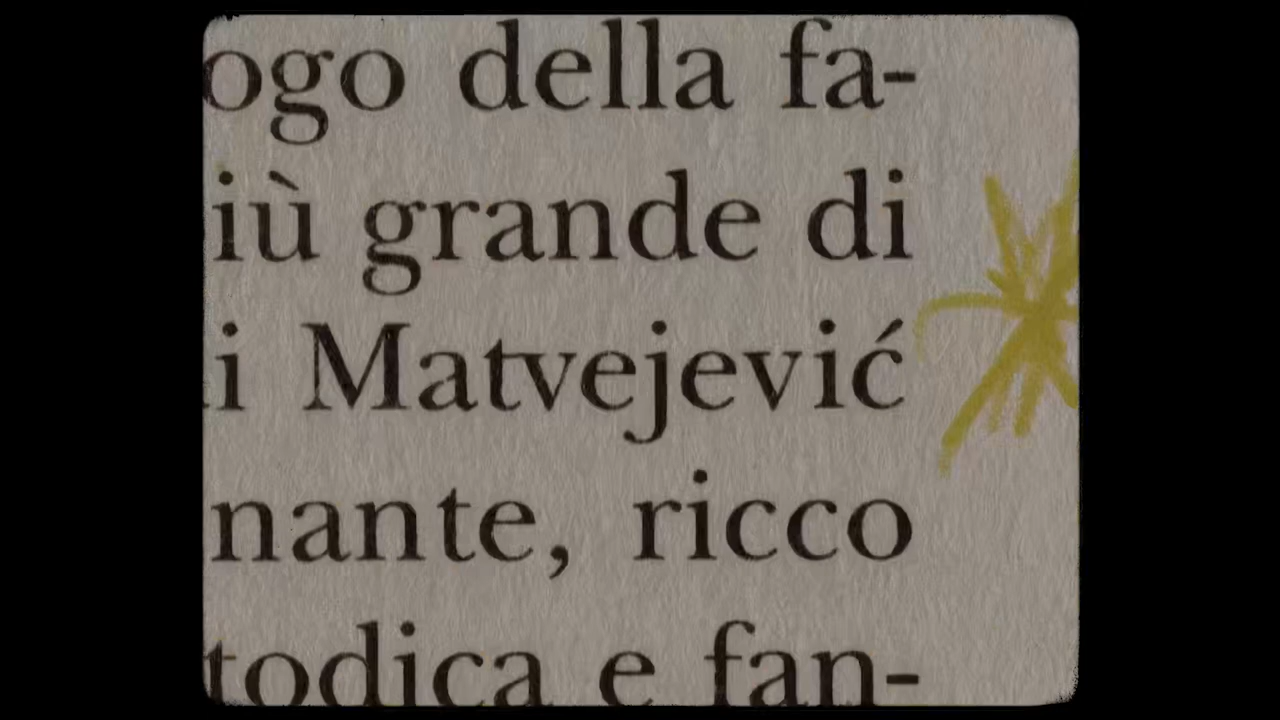 ogo della fa-
iù grande di
i Matvejević
nante, ricco
todica e fan-